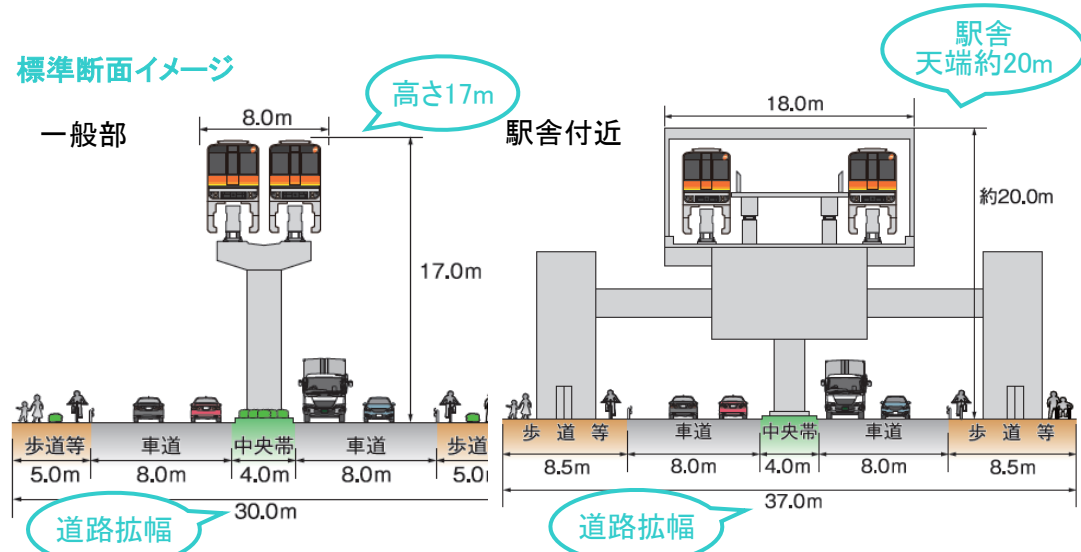 標準断面イメージ
一般部
8.0m
高さ17m
17.0m
歩道等
車道
中央帯
車道
歩道
5.0m
8.0m
4.0m
8.0m
5.0
30.0m
道路拡幅
駅舎付近
18.0m
駅舎
天端約20m
約20.0m
歩道等
車道
中央帯
車道
歩道等
8.5m
8.0m
4.0m
8.0m
8.5m
37.0m
道路拡幅